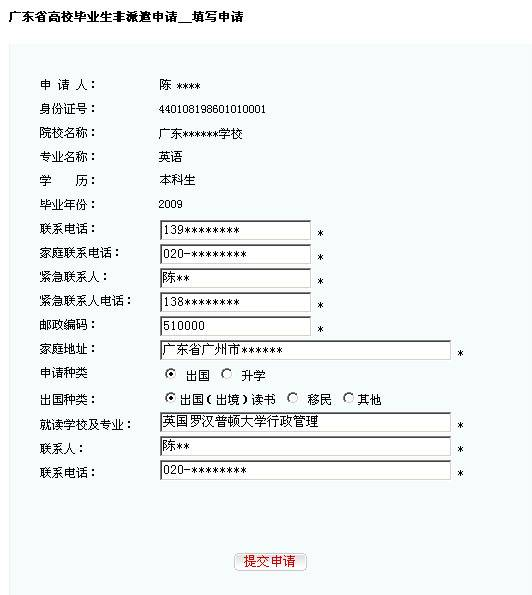 广东省高校毕业生非派遣申请__填写申请
申 请 人： 陈 ****
身份证号： 440108198601010001
院校名称： 广东******学校
专业名称： 英语
学　　历： 本科生
毕业年份： 2009
联系电话： 139******** *
家庭联系电话： 020-******** *
紧急联系人： 陈** *
紧急联系人电话： 138******** *
邮政编码： 510000 *
家庭地址： 广东省广州市****** *
申请种类 出国 升学
出国种类： 出国(出境)读书 移民 其他
就读学校及专业： 英国罗汉普顿大学行政管理 *
联系人： 陈** *
联系电话： 020-******** *
提交申请